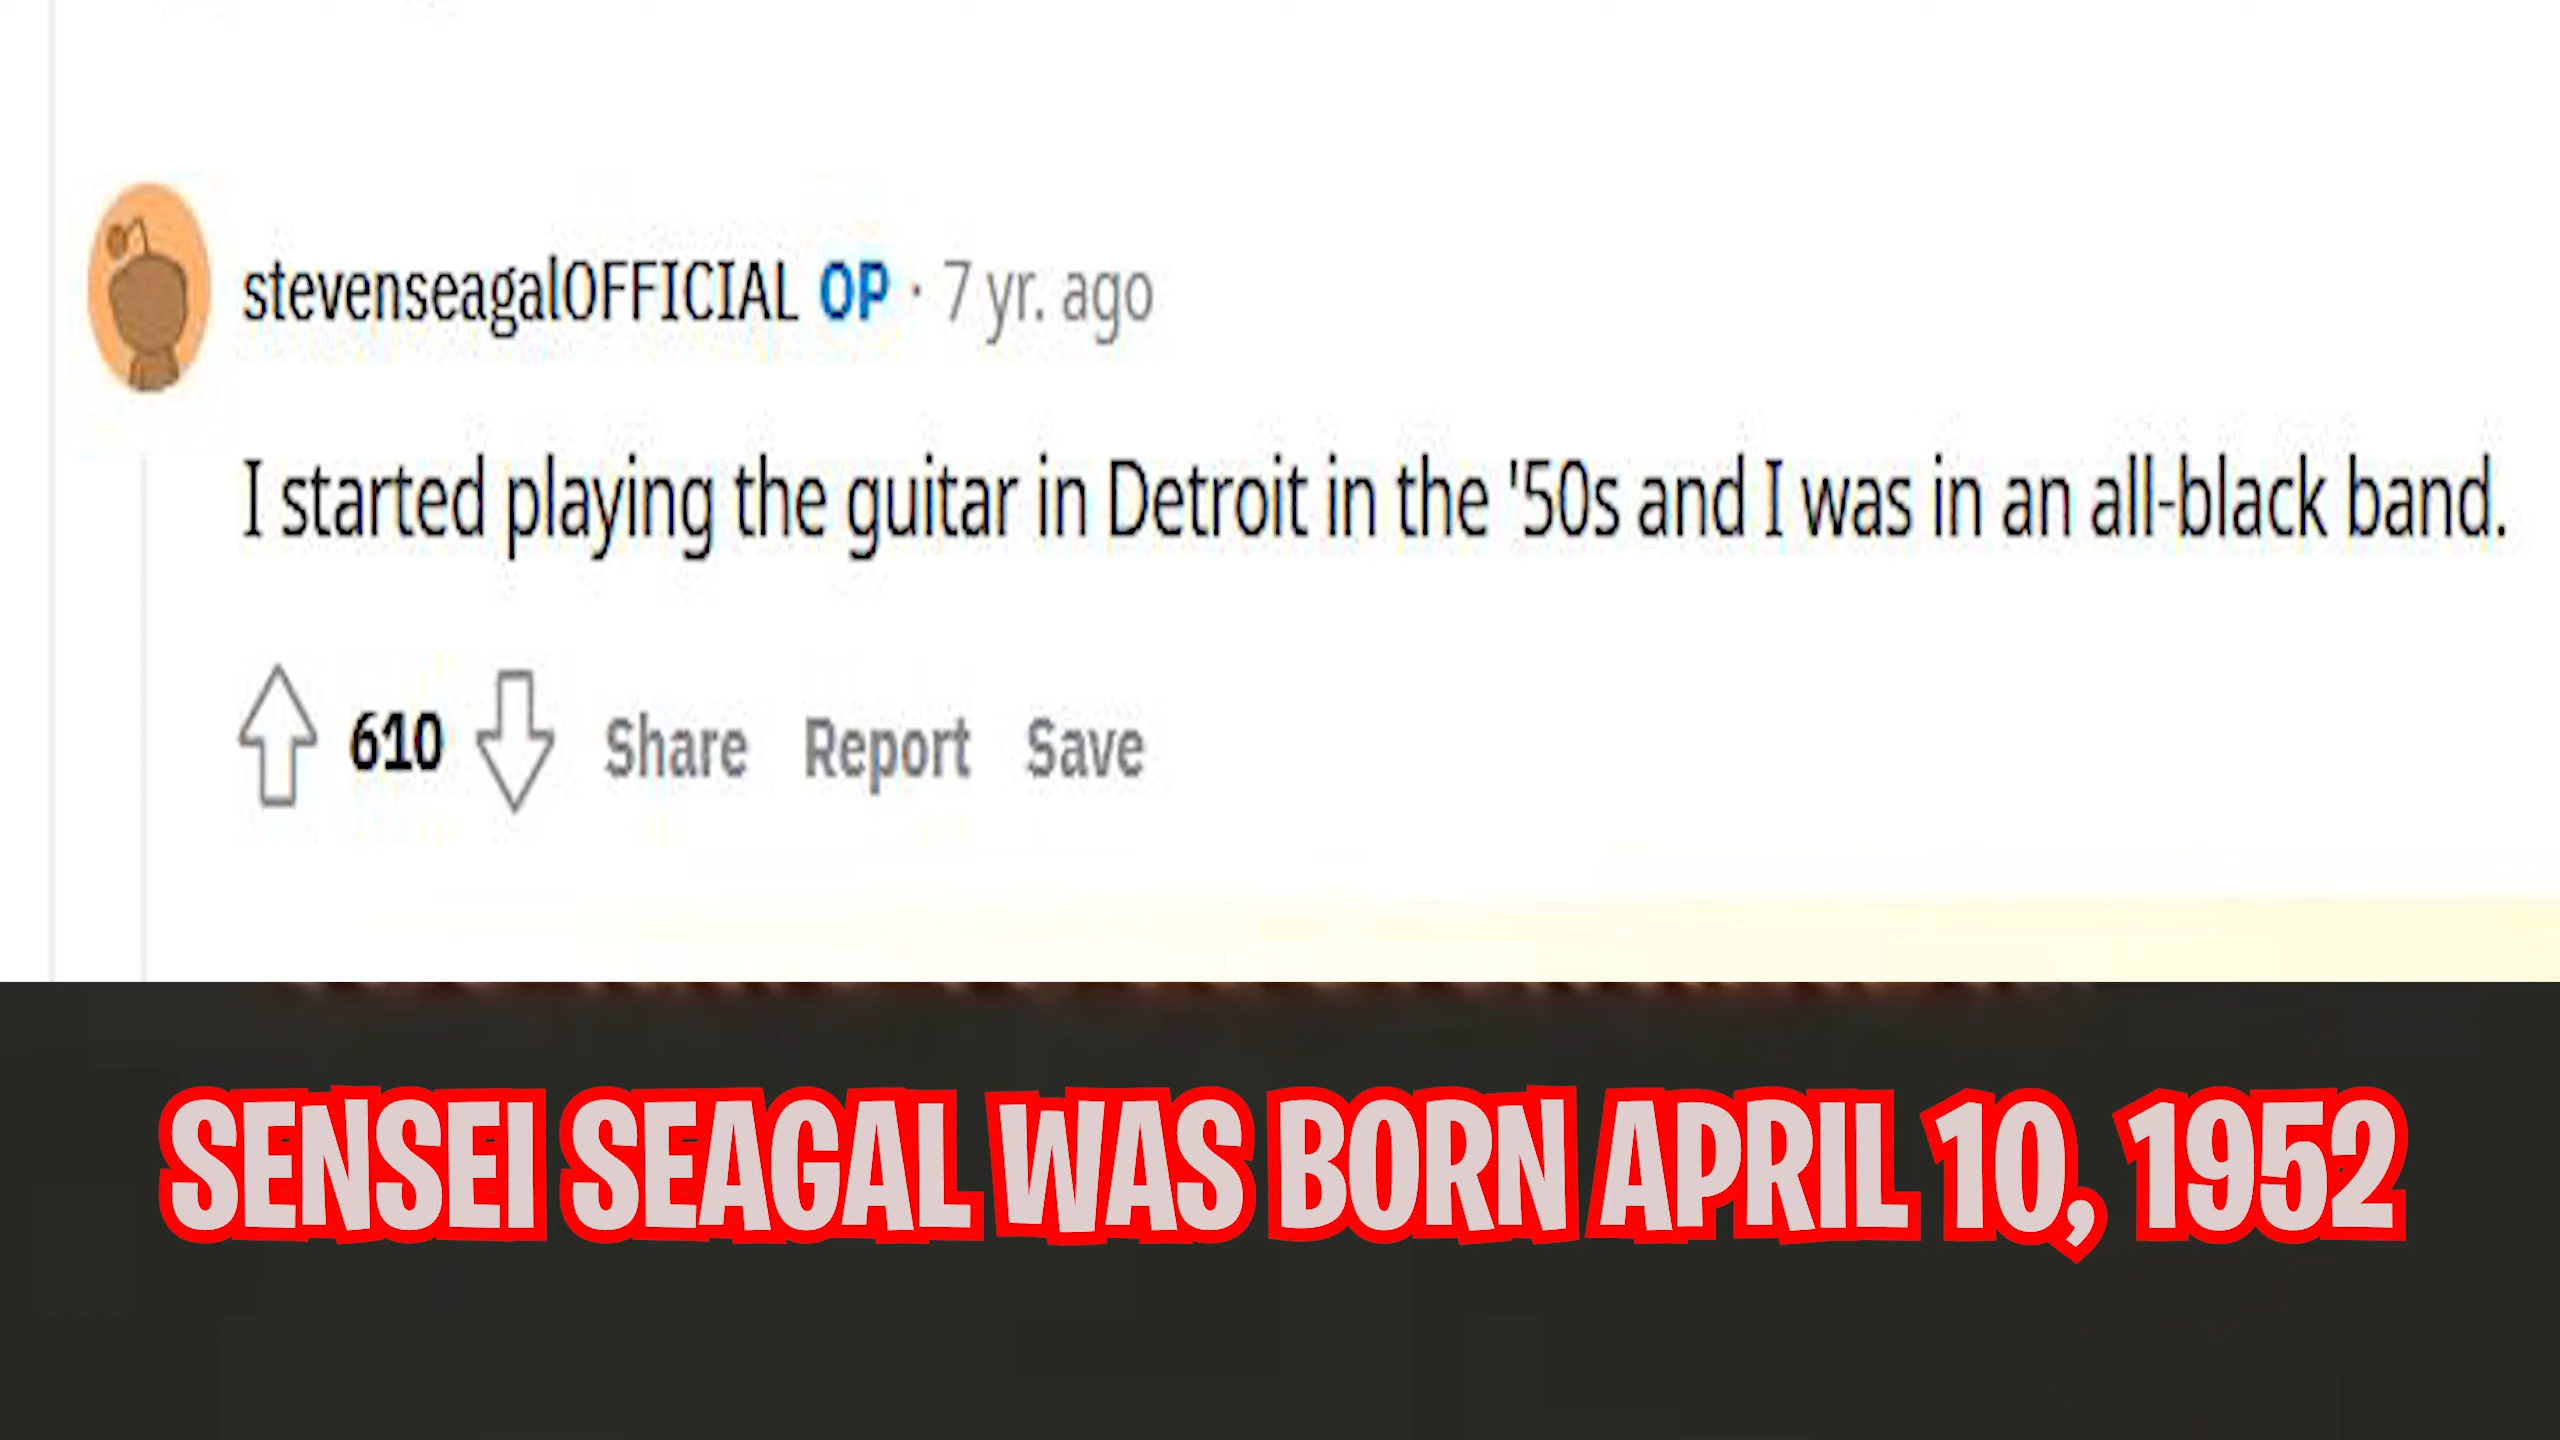 stevenseagalOFFICIAL OP · 7 yr. ago
I started playing the guitar in Detroit in the '50s and I was in an all-black band.
610 Share Report Save
SENSEI SEAGAL WAS BORN APRIL 10, 1952